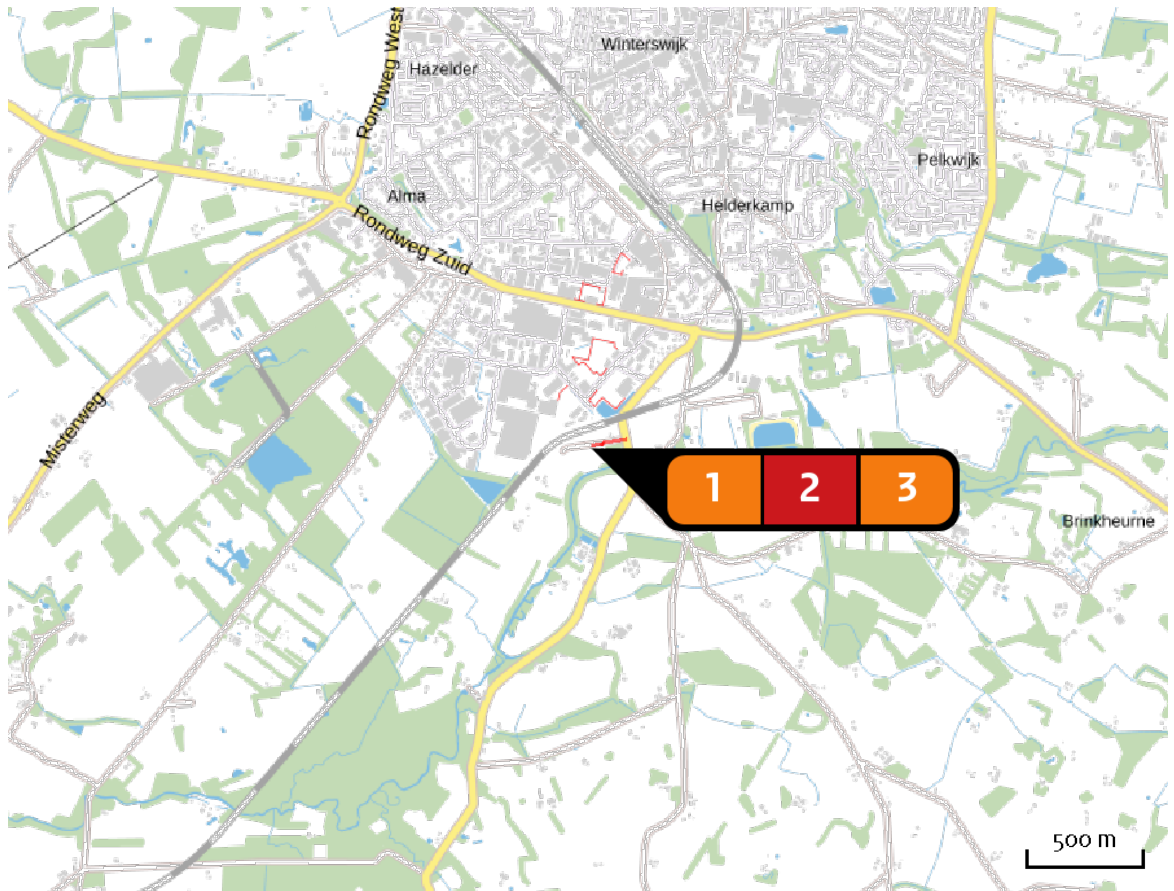 Winterswijk
Hazelder
Rondweg West
Pelkwijk
Alma
Helderkamp
Rondweg Zuid
Misterweg
1 2 3
Brinkheurne
500 m